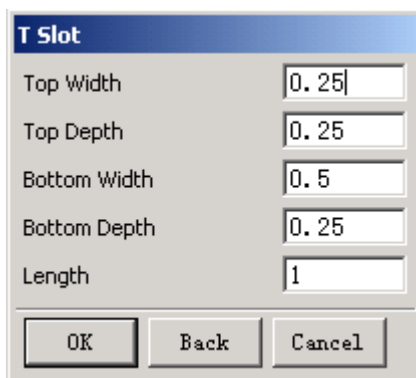 T Slot
Top Width 0.25
Top Depth 0.25
Bottom Width 0.5
Bottom Depth 0.25
Length 1
OK Back Cancel